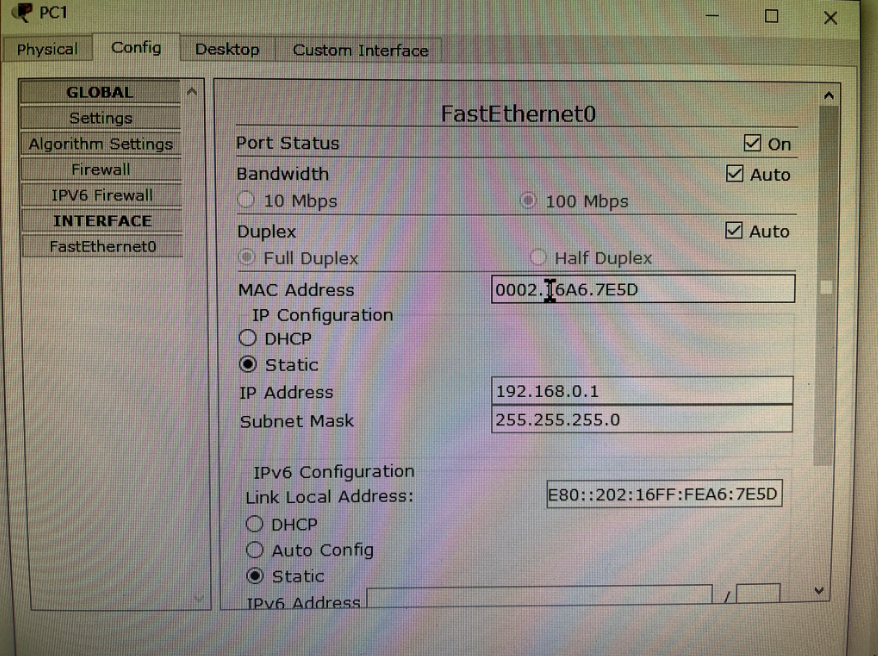 PC1
Physical Config Desktop Custom Interface
GLOBAL
Settings
Algorithm Settings
Firewall
IPV6 Firewall
INTERFACE
FastEthernet0
FastEthernet0
Port Status On
Bandwidth Auto
10 Mbps 100 Mbps
Duplex Auto
Full Duplex Half Duplex
MAC Address 0002.16A6.7E5D
IP Configuration
DHCP
Static
IP Address 192.168.0.1
Subnet Mask 255.255.255.0
IPv6 Configuration
Link Local Address: E80::202:16FF:FEA6:7E5D
DHCP
Auto Config
Static
IPv6 Address /